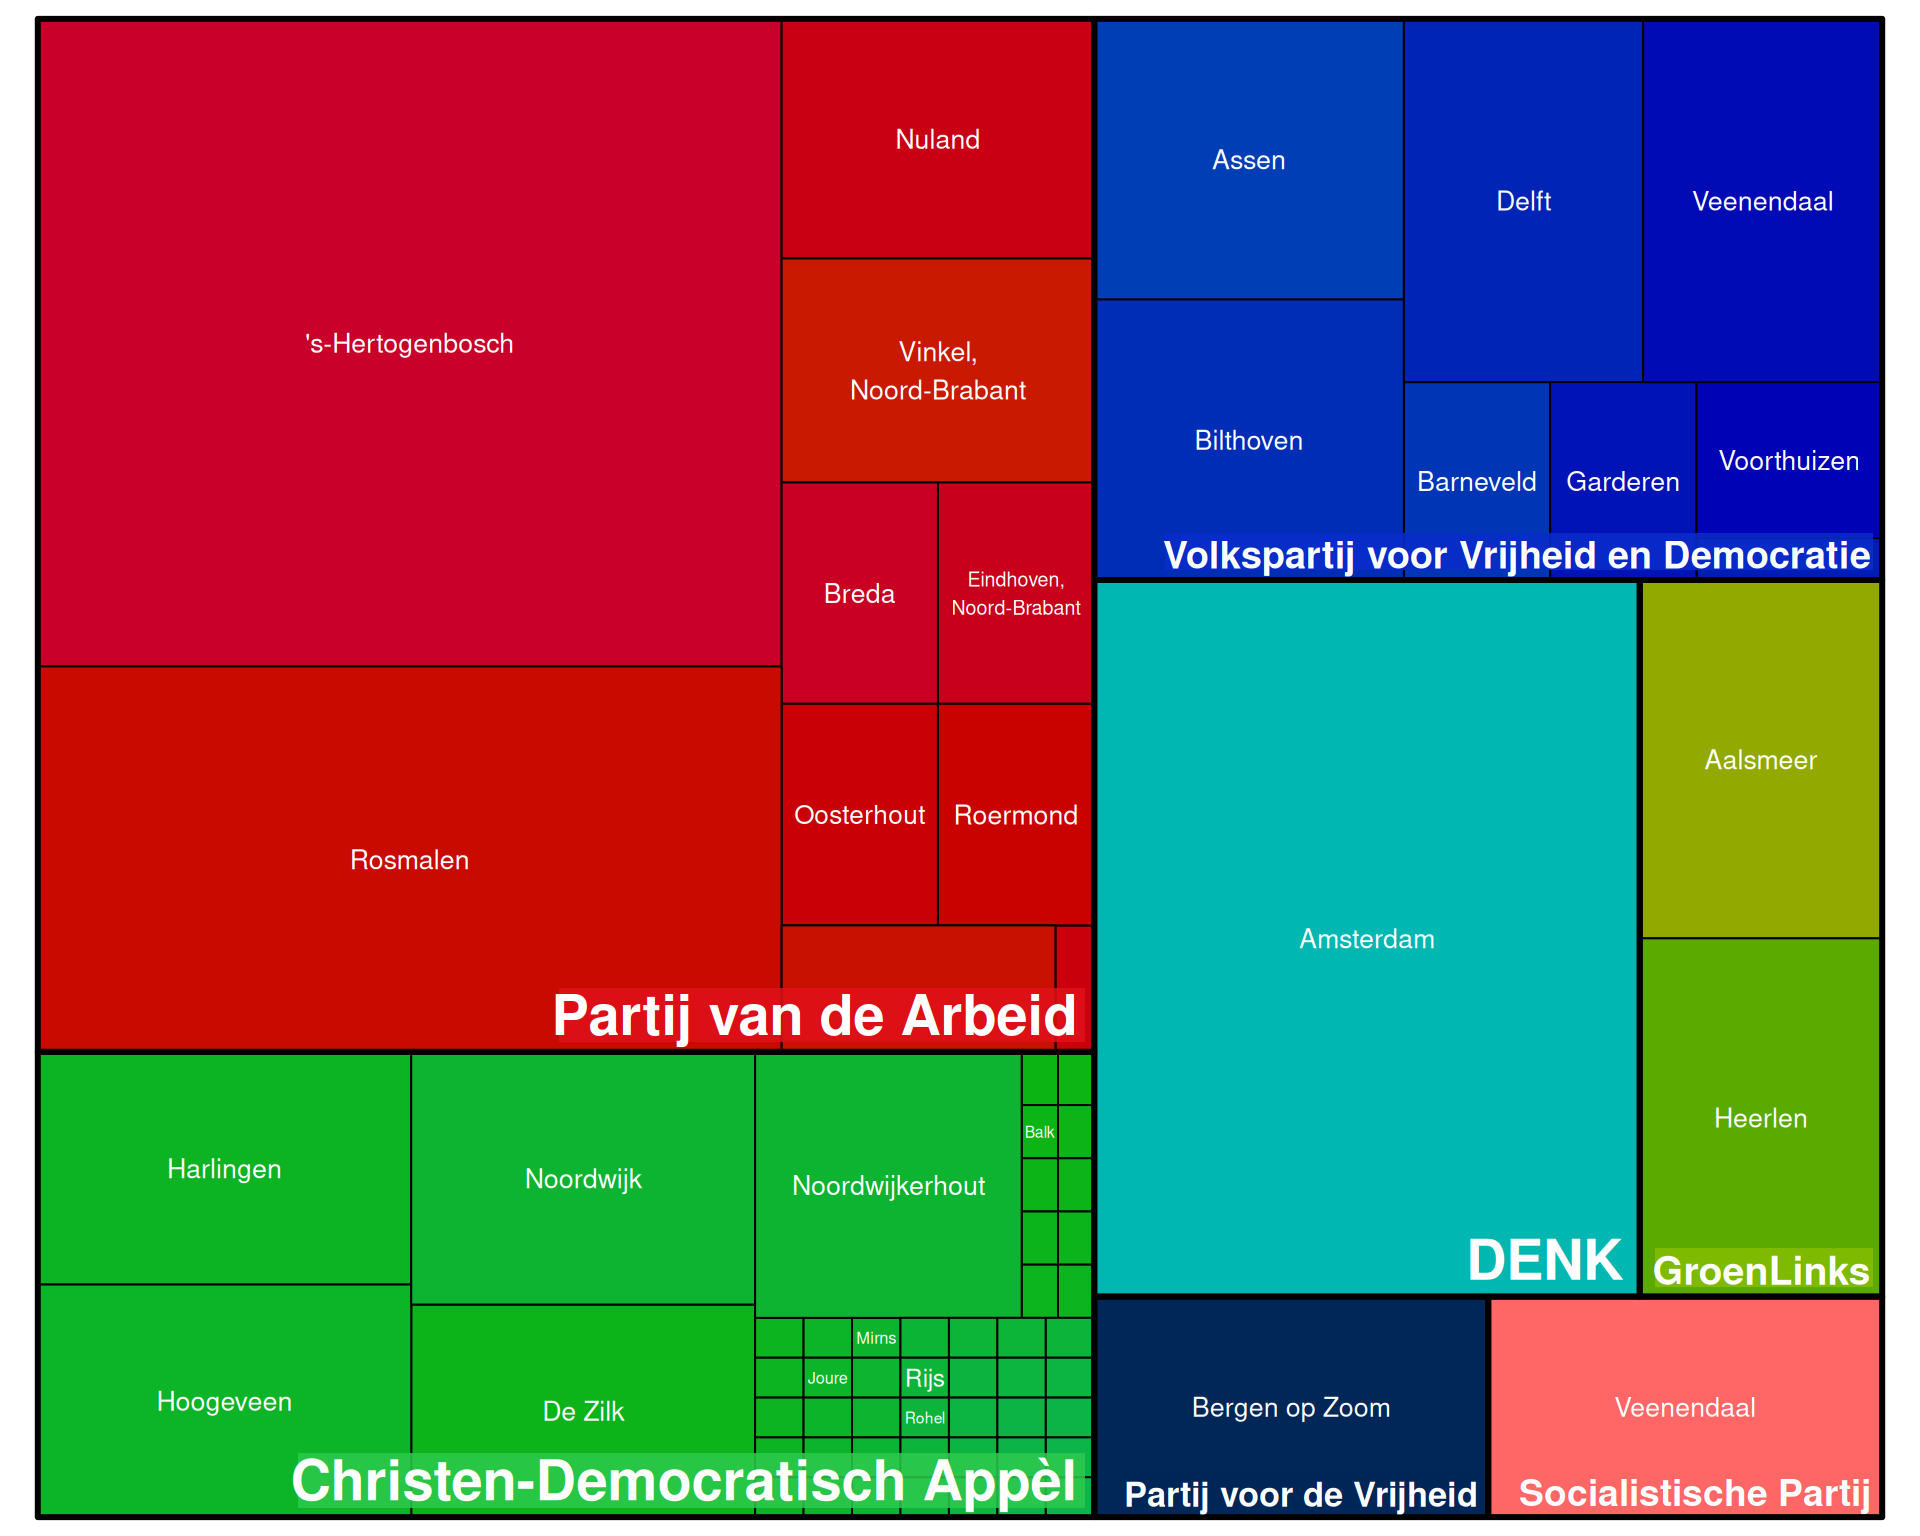 's-Hertogenbosch
Nuland
Vinkel,
Noord-Brabant
Breda
Eindhoven,
Noord-Brabant
Oosterhout
Roermond
Rosmalen
Partij van de Arbeid
Assen
Delft
Veenendaal
Bilthoven
Barneveld
Garderen
Voorthuizen
Volkspartij voor Vrijheid en Democratie
Amsterdam
DENK
Aalsmeer
Heerlen
GroenLinks
Harlingen
Noordwijk
Noordwijkerhout
Balk
Hoogeveen
De Zilk
Mirns
Joure
Rijs
Rohel
Christen-Democratisch Appèl
Bergen op Zoom
Partij voor de Vrijheid
Veenendaal
Socialistische Partij